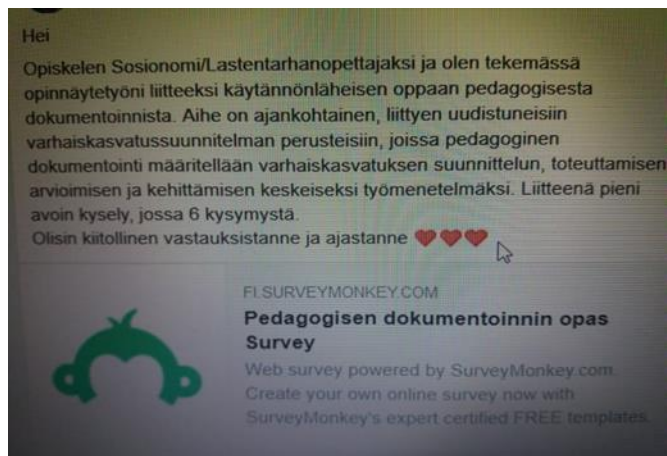 Hei
Opiskelen Sosionomi/Lastentarhanopettajaksi ja olen tekemässä
opinnäytetyöni liitteeksi käytännönläheisen oppaan pedagogisesta
dokumentoinnista. Aihe on ajankohtainen, liittyen uudistuneisiin
varhaiskasvatussuunnitelman perusteisiin, joissa pedagoginen
dokumentointi määritellään varhaiskasvatuksen suunnittelun, toteuttamisen
arvioimisen ja kehittämisen keskeiseksi työmenetelmäksi. Liitteenä pieni
avoin kysely, jossa 6 kysymystä.
Olisin kiitollinen vastauksistanne ja ajastanne ❤❤❤
FI.SURVEYMONKEY.COM
Pedagogisen dokumentoinnin opas
Survey
Web survey powered by SurveyMonkey.com.
Create your own online survey now with
SurveyMonkey's expert certified FREE templates.